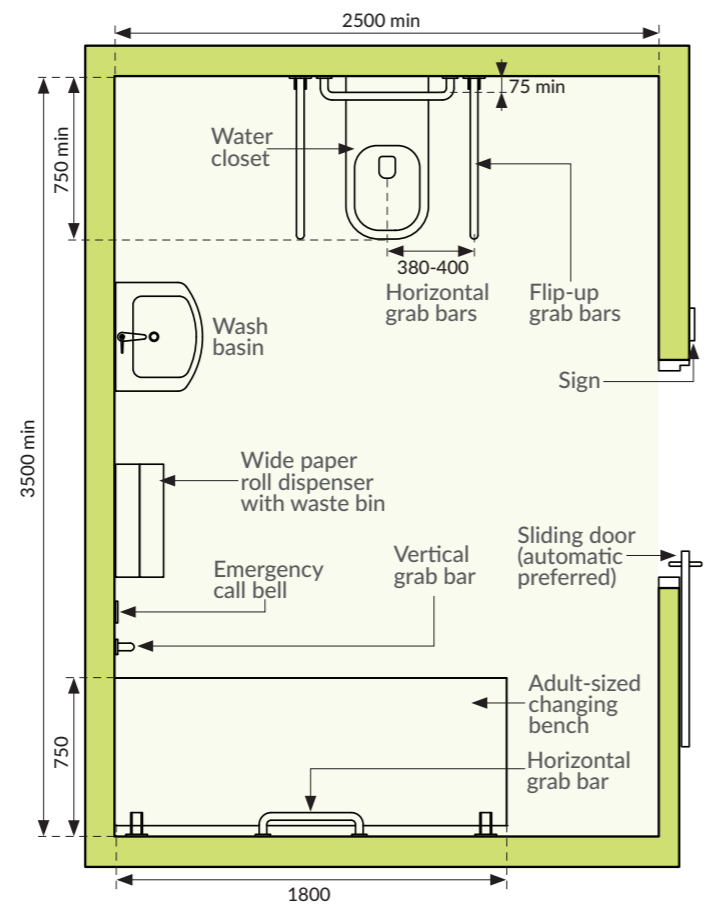 2500 min
75 min
750 min
Water
closet
380-400
Horizontal
grab bars
Flip-up
grab bars
Wash
basin
Sign
3500 min
Wide paper
roll dispenser
with waste bin
Sliding door
(automatic
preferred)
Vertical
grab bar
Emergency
call bell
Adult-sized
changing
bench
750
Horizontal
grab bar
1800